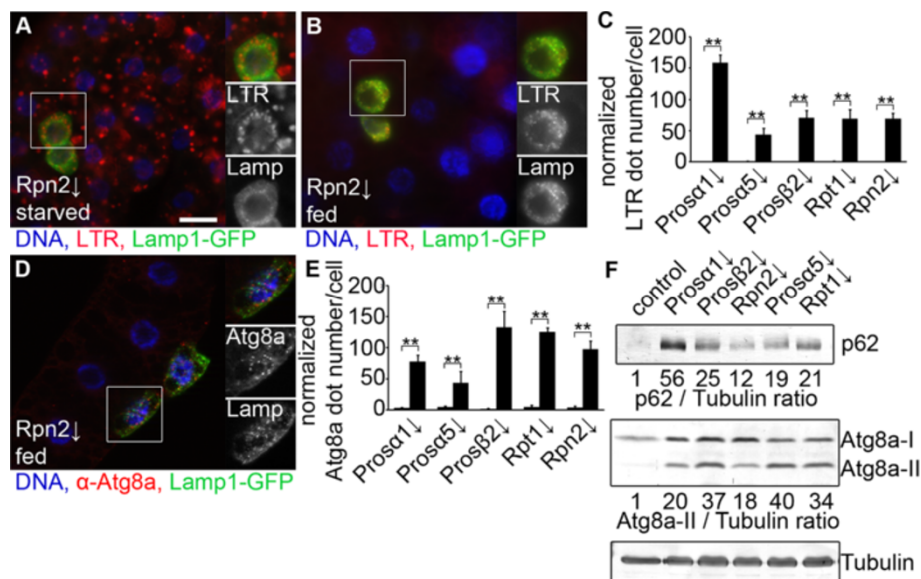 A
LTR
Lamp
Rpn2↓
starved
DNA, LTR, Lamp1-GFP
B
LTR
Lamp
Rpn2↓
fed
DNA, LTR, Lamp1-GFP
C
normalized
LTR dot number/cell
200
150
100
50
0
** ** ** ** **
Prosα1↓ Prosα5↓ Prosβ2↓ Rpt1↓ Rpn2↓
D
Atg8a
Lamp
Rpn2↓
fed
DNA, α-Atg8a, Lamp1-GFP
E
normalized
Atg8a dot number/cell
200
150
100
50
0
** ** ** ** **
Prosα1↓ Prosα5↓ Prosβ2↓ Rpt1↓ Rpn2↓
F
control Prosα1↓ Prosβ2↓ Rpn2↓ Prosα5↓ Rpt1↓
p62
1 56 25 12 19 21
p62 / Tubulin ratio
Atg8a-I
Atg8a-II
1 20 37 18 40 34
Atg8a-II / Tubulin ratio
Tubulin